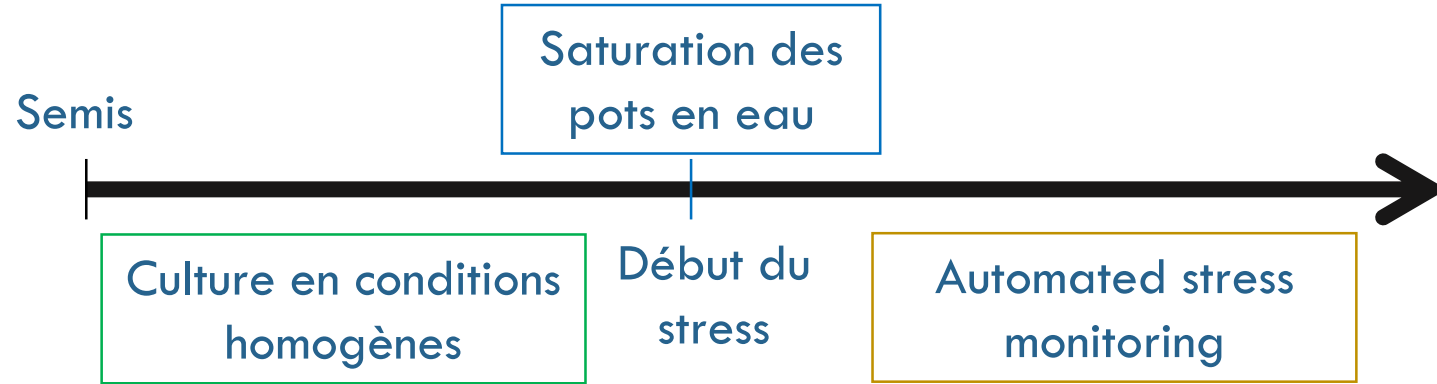 Saturation des
pots en eau
Semis
Culture en conditions
homogènes
Début du
stress
Automated stress
monitoring